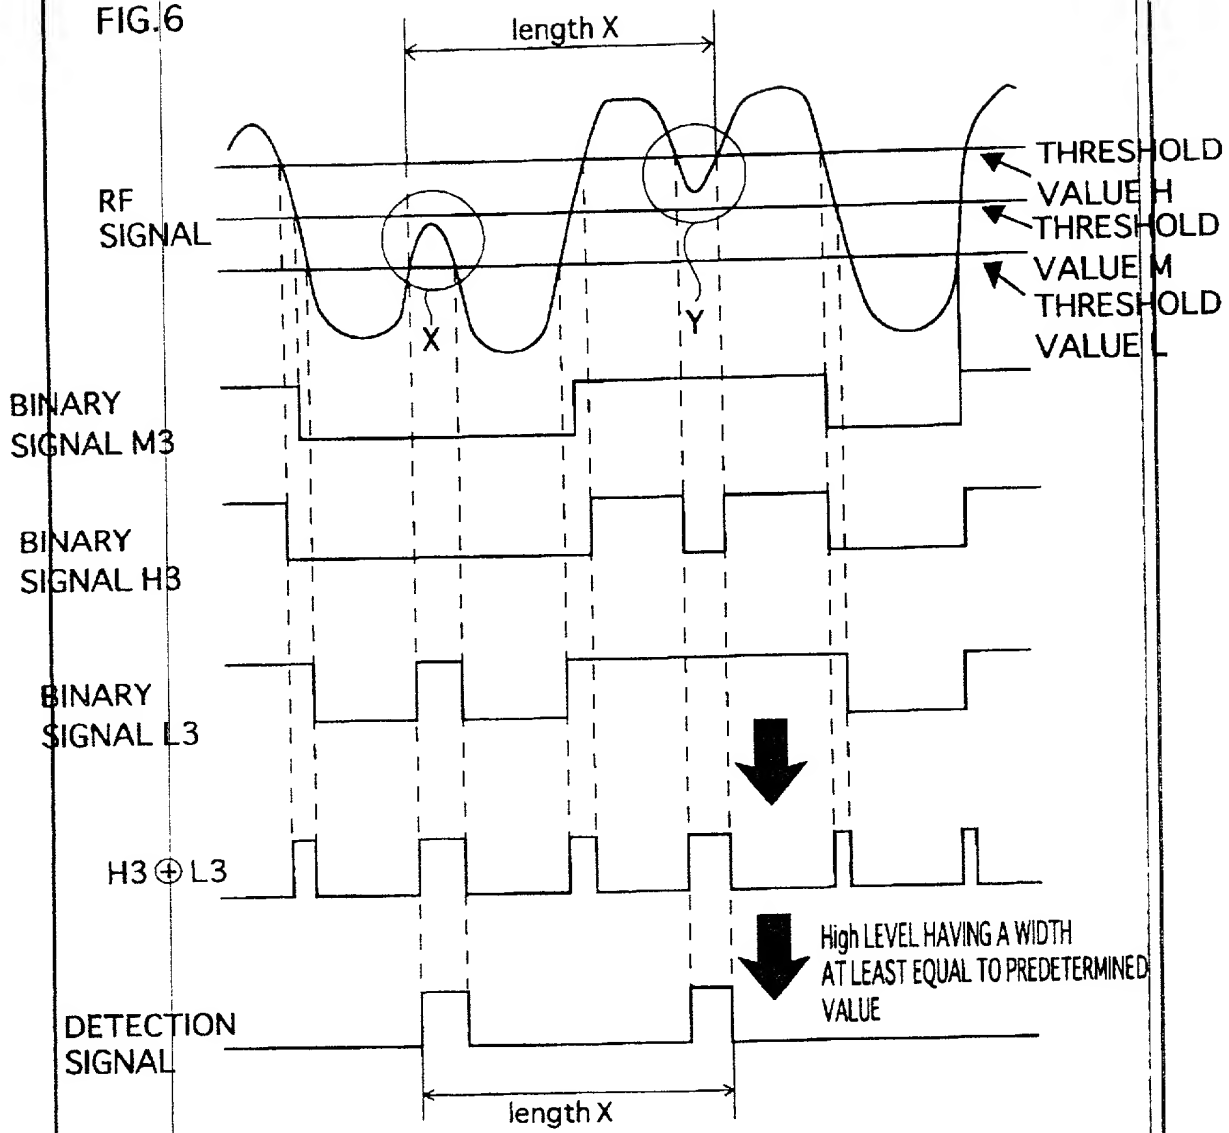 FIG.6
length X
THRESHOLD
VALUE H
RF
SIGNAL
THRESHOLD
VALUE M
THRESHOLD
VALUE L
X
Y
BINARY
SIGNAL M3
BINARY
SIGNAL H3
BINARY
SIGNAL L3
H3 ⊕ L3
High LEVEL HAVING A WIDTH
AT LEAST EQUAL TO PREDETERMINED
VALUE
DETECTION
SIGNAL
length X